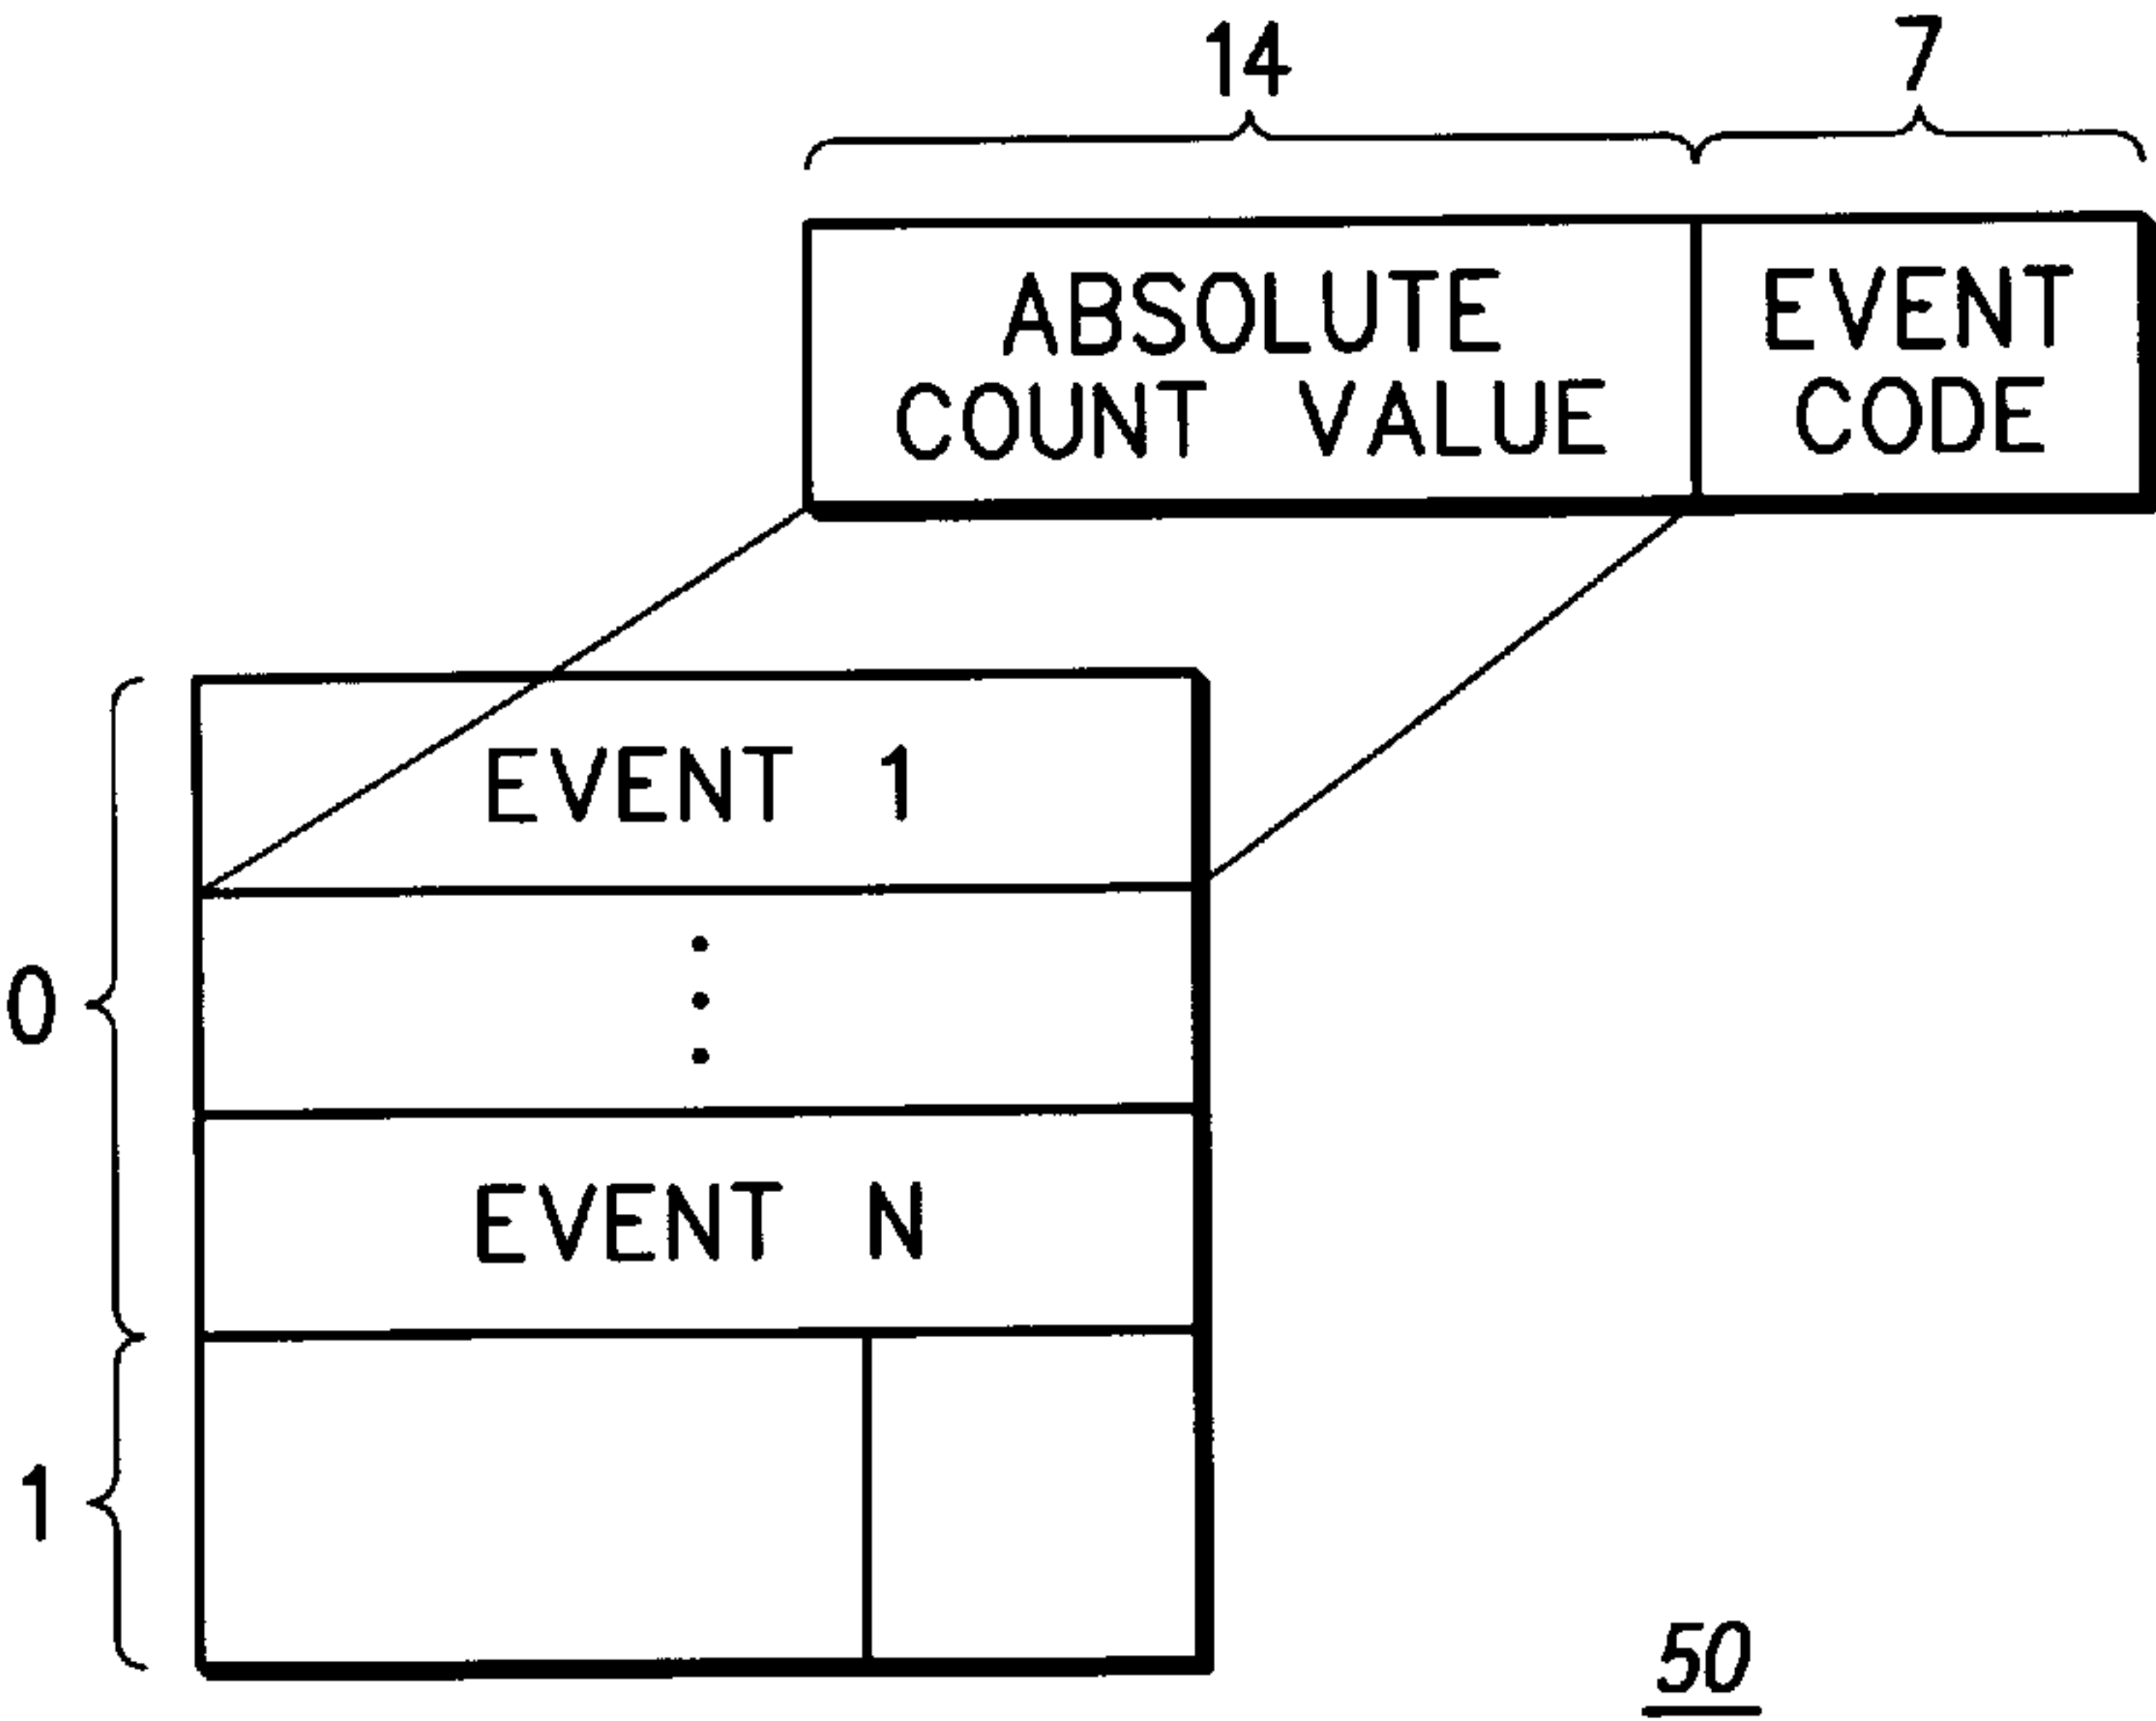 14 7
ABSOLUTE EVENT
COUNT VALUE CODE
EVENT 1
0
EVENT N
1
50